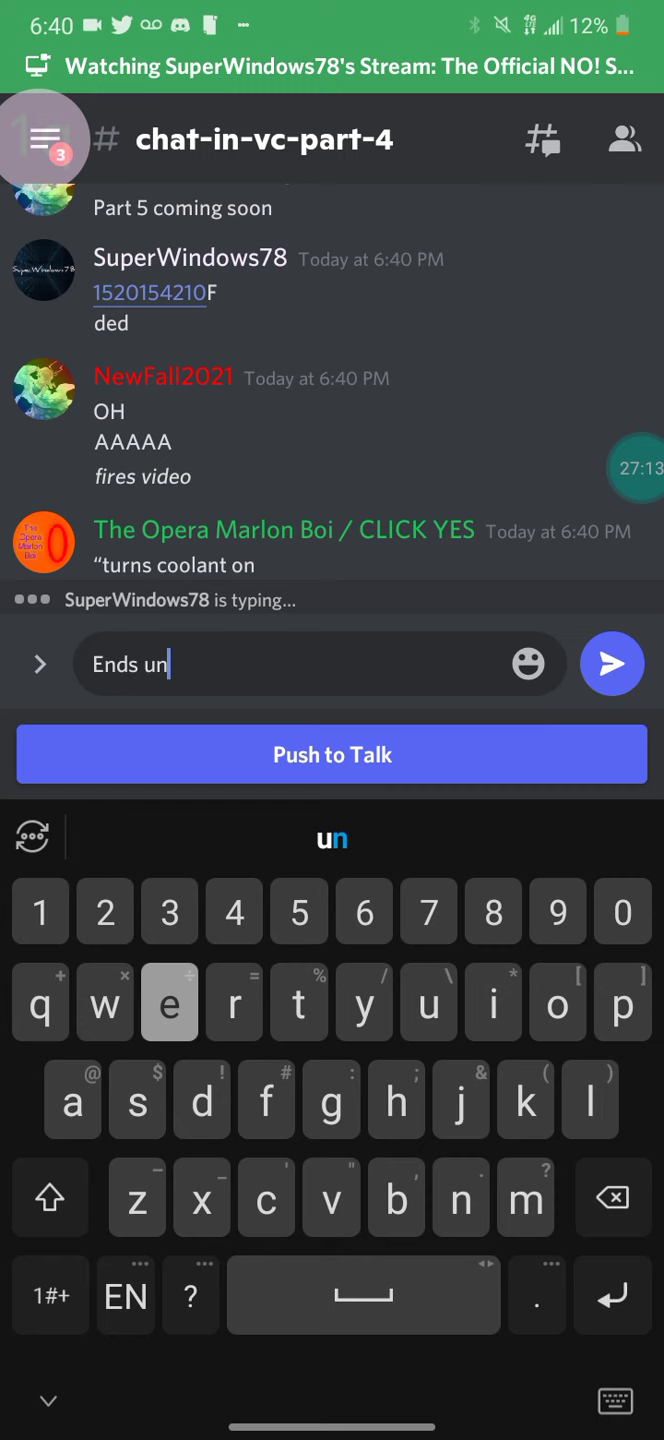 6:40 12%
Watching SuperWindows78's Stream: The Official NO! S...
3 # chat-in-vc-part-4
Part 5 coming soon
SuperWindows78 Today at 6:40 PM
1520154210F
ded
NewFall2021 Today at 6:40 PM
OH
AAAAA
fires video
27:13
The Opera Marlon Boi / CLICK YES Today at 6:40 PM
“turns coolant on
SuperWindows78 is typing...
Ends un
Push to Talk
un
1 2 3 4 5 6 7 8 9 0
+ × ÷ = % / \ * [ ]
q w e r t y u i o p
@ $ ! # : ; & ( )
a s d f g h j k l
- _ ' " , . ?
z x c v b n m
1#+ EN ? .